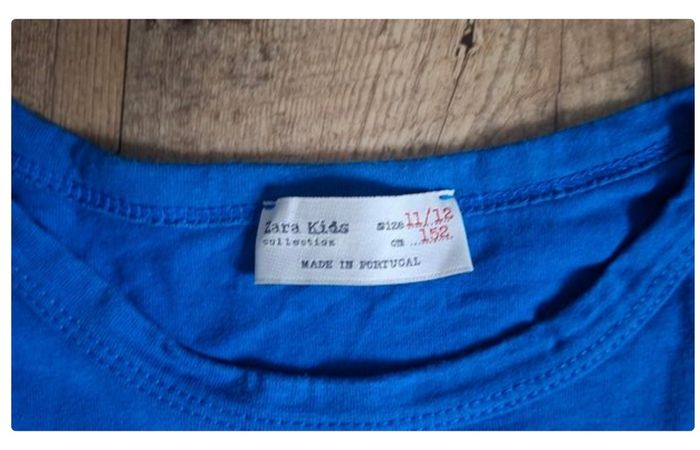 Zara Kids size 11/12
collection cm 152
MADE IN PORTUGAL